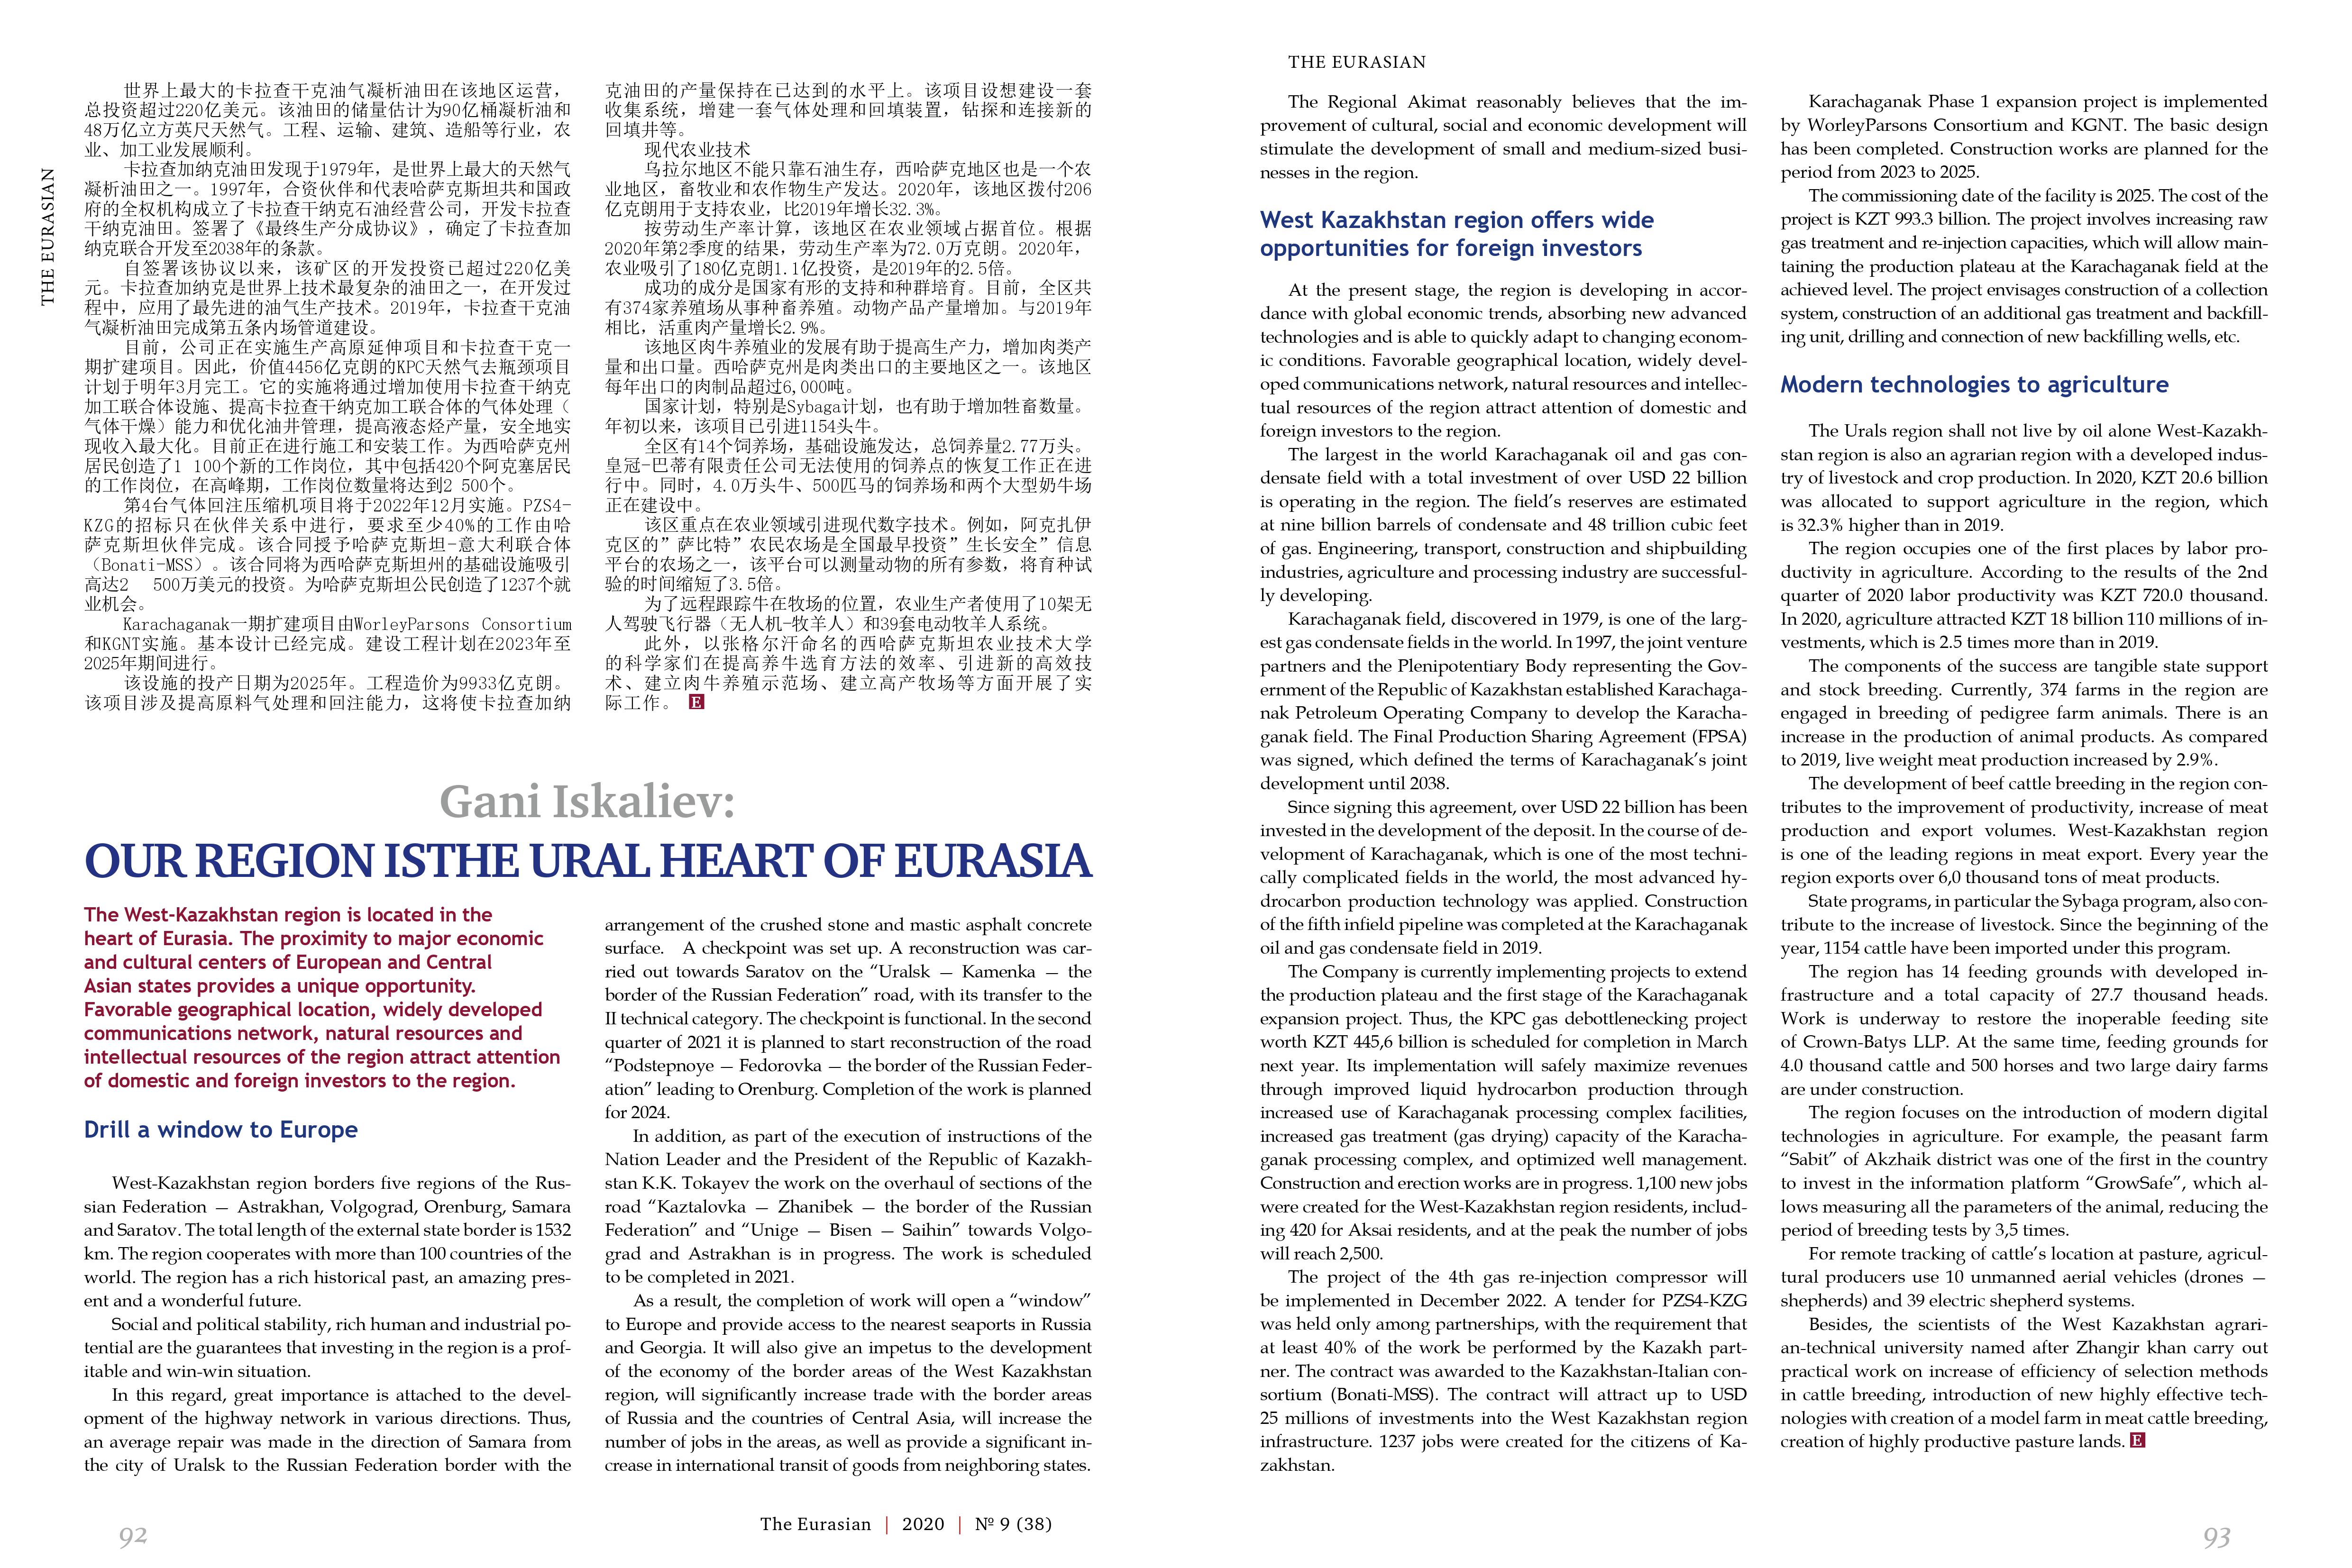 THE EURASIAN
世界上最大的卡拉查干克油气凝析油田在该地区运营，
总投资超过220亿美元。该油田的储量估计为90亿桶凝析油和
48万亿立方英尺天然气。工程、运输、建筑、造船等行业，农
业、加工业发展顺利。
卡拉查加纳克油田发现于1979年，是世界上最大的天然气
凝析油田之一。1997年，合资伙伴和代表哈萨克斯坦共和国政
府的全权机构成立了卡拉查干纳克石油经营公司，开发卡拉查
干纳克油田。签署了《最终生产分成协议》，确定了卡拉查加
纳克联合开发至2038年的条款。
自签署该协议以来，该矿区的开发投资已超过220亿美
元。卡拉查加纳克是世界上技术最复杂的油田之一，在开发过
程中，应用了最先进的油气生产技术。2019年，卡拉查干克油
气凝析油田完成第五条内场管道建设。
目前，公司正在实施生产高原延伸项目和卡拉查干克一
期扩建项目。因此，价值4456亿克朗的KPC天然气去瓶颈项目
计划于明年3月完工。它的实施将通过增加使用卡拉查干纳克
加工联合体设施、提高卡拉查干纳克加工联合体的气体处理（
气体干燥）能力和优化油井管理，提高液态烃产量，安全地实
现收入最大化。目前正在进行施工和安装工作。为西哈萨克州
居民创造了1 100个新的工作岗位，其中包括420个阿克塞居民
的工作岗位，在高峰期，工作岗位数量将达到2 500个。
第4台气体回注压缩机项目将于2022年12月实施。PZS4-
KZG的招标只在伙伴关系中进行，要求至少40%的工作由哈
萨克斯坦伙伴完成。该合同授予哈萨克斯坦-意大利联合体
（Bonati-MSS）。该合同将为西哈萨克斯坦州的基础设施吸引
高达2 500万美元的投资。为哈萨克斯坦公民创造了1237个就
业机会。
Karachaganak一期扩建项目由WorleyParsons Consortium
和KGNT实施。基本设计已经完成。建设工程计划在2023年至
2025年期间进行。
该设施的投产日期为2025年。工程造价为9933亿克朗。
该项目涉及提高原料气处理和回注能力，这将使卡拉查加纳
克油田的产量保持在已达到的水平上。该项目设想建设一套
收集系统，增建一套气体处理和回填装置，钻探和连接新的
回填井等。
现代农业技术
乌拉尔地区不能只靠石油生存，西哈萨克地区也是一个农
业地区，畜牧业和农作物生产发达。2020年，该地区拨付206
亿克朗用于支持农业，比2019年增长32.3%。
按劳动生产率计算，该地区在农业领域占据首位。根据
2020年第2季度的结果，劳动生产率为72.0万克朗。2020年，
农业吸引了180亿克朗1.1亿投资，是2019年的2.5倍。
成功的成分是国家有形的支持和种群培育。目前，全区共
有374家养殖场从事种畜养殖。动物产品产量增加。与2019年
相比，活重肉产量增长2.9%。
该地区肉牛养殖业的发展有助于提高生产力，增加肉类产
量和出口量。西哈萨克州是肉类出口的主要地区之一。该地区
每年出口的肉制品超过6,000吨。
国家计划，特别是Sybaga计划，也有助于增加牲畜数量。
年初以来，该项目已引进1154头牛。
全区有14个饲养场，基础设施发达，总饲养量2.77万头。
皇冠-巴蒂有限责任公司无法使用的饲养点的恢复工作正在进
行中。同时，4.0万头牛、500匹马的饲养场和两个大型奶牛场
正在建设中。
该区重点在农业领域引进现代数字技术。例如，阿克扎伊
克区的”萨比特”农民农场是全国最早投资”生长安全”信息
平台的农场之一，该平台可以测量动物的所有参数，将育种试
验的时间缩短了3.5倍。
为了远程跟踪牛在牧场的位置，农业生产者使用了10架无
人驾驶飞行器（无人机-牧羊人）和39套电动牧羊人系统。
此外，以张格尔汗命名的西哈萨克斯坦农业技术大学
的科学家们在提高养牛选育方法的效率、引进新的高效技
术、建立肉牛养殖示范场、建立高产牧场等方面开展了实
际工作。 E
Gani Iskaliev:
OUR REGION ISTHE URAL HEART OF EURASIA
The West-Kazakhstan region is located in the
heart of Eurasia. The proximity to major economic
and cultural centers of European and Central
Asian states provides a unique opportunity.
Favorable geographical location, widely developed
communications network, natural resources and
intellectual resources of the region attract attention
of domestic and foreign investors to the region.
Drill a window to Europe
West-Kazakhstan region borders five regions of the Rus-
sian Federation — Astrakhan, Volgograd, Orenburg, Samara
and Saratov. The total length of the external state border is 1532
km. The region cooperates with more than 100 countries of the
world. The region has a rich historical past, an amazing pres-
ent and a wonderful future.
Social and political stability, rich human and industrial po-
tential are the guarantees that investing in the region is a prof-
itable and win-win situation.
In this regard, great importance is attached to the devel-
opment of the highway network in various directions. Thus,
an average repair was made in the direction of Samara from
the city of Uralsk to the Russian Federation border with the
arrangement of the crushed stone and mastic asphalt concrete
surface. A checkpoint was set up. A reconstruction was car-
ried out towards Saratov on the “Uralsk — Kamenka — the
border of the Russian Federation” road, with its transfer to the
II technical category. The checkpoint is functional. In the second
quarter of 2021 it is planned to start reconstruction of the road
“Podstepnoye — Fedorovka — the border of the Russian Feder-
ation” leading to Orenburg. Completion of the work is planned
for 2024.
In addition, as part of the execution of instructions of the
Nation Leader and the President of the Republic of Kazakh-
stan K.K. Tokayev the work on the overhaul of sections of the
road “Kaztalovka — Zhanibek — the border of the Russian
Federation” and “Unige — Bisen — Saihin” towards Volgo-
grad and Astrakhan is in progress. The work is scheduled
to be completed in 2021.
As a result, the completion of work will open a “window”
to Europe and provide access to the nearest seaports in Russia
and Georgia. It will also give an impetus to the development
of the economy of the border areas of the West Kazakhstan
region, will significantly increase trade with the border areas
of Russia and the countries of Central Asia, will increase the
number of jobs in the areas, as well as provide a significant in-
crease in international transit of goods from neighboring states.
92
The Eurasian | 2020 | № 9 (38)
THE EURASIAN
The Regional Akimat reasonably believes that the im-
provement of cultural, social and economic development will
stimulate the development of small and medium-sized busi-
nesses in the region.
West Kazakhstan region offers wide
opportunities for foreign investors
At the present stage, the region is developing in accor-
dance with global economic trends, absorbing new advanced
technologies and is able to quickly adapt to changing econom-
ic conditions. Favorable geographical location, widely devel-
oped communications network, natural resources and intellec-
tual resources of the region attract attention of domestic and
foreign investors to the region.
The largest in the world Karachaganak oil and gas con-
densate field with a total investment of over USD 22 billion
is operating in the region. The field’s reserves are estimated
at nine billion barrels of condensate and 48 trillion cubic feet
of gas. Engineering, transport, construction and shipbuilding
industries, agriculture and processing industry are successful-
ly developing.
Karachaganak field, discovered in 1979, is one of the larg-
est gas condensate fields in the world. In 1997, the joint venture
partners and the Plenipotentiary Body representing the Gov-
ernment of the Republic of Kazakhstan established Karachaga-
nak Petroleum Operating Company to develop the Karacha-
ganak field. The Final Production Sharing Agreement (FPSA)
was signed, which defined the terms of Karachaganak’s joint
development until 2038.
Since signing this agreement, over USD 22 billion has been
invested in the development of the deposit. In the course of de-
velopment of Karachaganak, which is one of the most techni-
cally complicated fields in the world, the most advanced hy-
drocarbon production technology was applied. Construction
of the fifth infield pipeline was completed at the Karachaganak
oil and gas condensate field in 2019.
The Company is currently implementing projects to extend
the production plateau and the first stage of the Karachaganak
expansion project. Thus, the KPC gas debottlenecking project
worth KZT 445,6 billion is scheduled for completion in March
next year. Its implementation will safely maximize revenues
through improved liquid hydrocarbon production through
increased use of Karachaganak processing complex facilities,
increased gas treatment (gas drying) capacity of the Karacha-
ganak processing complex, and optimized well management.
Construction and erection works are in progress. 1,100 new jobs
were created for the West-Kazakhstan region residents, includ-
ing 420 for Aksai residents, and at the peak the number of jobs
will reach 2,500.
The project of the 4th gas re-injection compressor will
be implemented in December 2022. A tender for PZS4-KZG
was held only among partnerships, with the requirement that
at least 40% of the work be performed by the Kazakh part-
ner. The contract was awarded to the Kazakhstan-Italian con-
sortium (Bonati-MSS). The contract will attract up to USD
25 millions of investments into the West Kazakhstan region
infrastructure. 1237 jobs were created for the citizens of Ka-
zakhstan.
Karachaganak Phase 1 expansion project is implemented
by WorleyParsons Consortium and KGNT. The basic design
has been completed. Construction works are planned for the
period from 2023 to 2025.
The commissioning date of the facility is 2025. The cost of the
project is KZT 993.3 billion. The project involves increasing raw
gas treatment and re-injection capacities, which will allow main-
taining the production plateau at the Karachaganak field at the
achieved level. The project envisages construction of a collection
system, construction of an additional gas treatment and backfill-
ing unit, drilling and connection of new backfilling wells, etc.
Modern technologies to agriculture
The Urals region shall not live by oil alone West-Kazakh-
stan region is also an agrarian region with a developed indus-
try of livestock and crop production. In 2020, KZT 20.6 billion
was allocated to support agriculture in the region, which
is 32.3% higher than in 2019.
The region occupies one of the first places by labor pro-
ductivity in agriculture. According to the results of the 2nd
quarter of 2020 labor productivity was KZT 720.0 thousand.
In 2020, agriculture attracted KZT 18 billion 110 millions of in-
vestments, which is 2.5 times more than in 2019.
The components of the success are tangible state support
and stock breeding. Currently, 374 farms in the region are
engaged in breeding of pedigree farm animals. There is an
increase in the production of animal products. As compared
to 2019, live weight meat production increased by 2.9%.
The development of beef cattle breeding in the region con-
tributes to the improvement of productivity, increase of meat
production and export volumes. West-Kazakhstan region
is one of the leading regions in meat export. Every year the
region exports over 6,0 thousand tons of meat products.
State programs, in particular the Sybaga program, also con-
tribute to the increase of livestock. Since the beginning of the
year, 1154 cattle have been imported under this program.
The region has 14 feeding grounds with developed in-
frastructure and a total capacity of 27.7 thousand heads.
Work is underway to restore the inoperable feeding site
of Crown-Batys LLP. At the same time, feeding grounds for
4.0 thousand cattle and 500 horses and two large dairy farms
are under construction.
The region focuses on the introduction of modern digital
technologies in agriculture. For example, the peasant farm
“Sabit” of Akzhaik district was one of the first in the country
to invest in the information platform “GrowSafe”, which al-
lows measuring all the parameters of the animal, reducing the
period of breeding tests by 3,5 times.
For remote tracking of cattle’s location at pasture, agricul-
tural producers use 10 unmanned aerial vehicles (drones —
shepherds) and 39 electric shepherd systems.
Besides, the scientists of the West Kazakhstan agrari-
an-technical university named after Zhangir khan carry out
practical work on increase of efficiency of selection methods
in cattle breeding, introduction of new highly effective tech-
nologies with creation of a model farm in meat cattle breeding,
creation of highly productive pasture lands. E
93